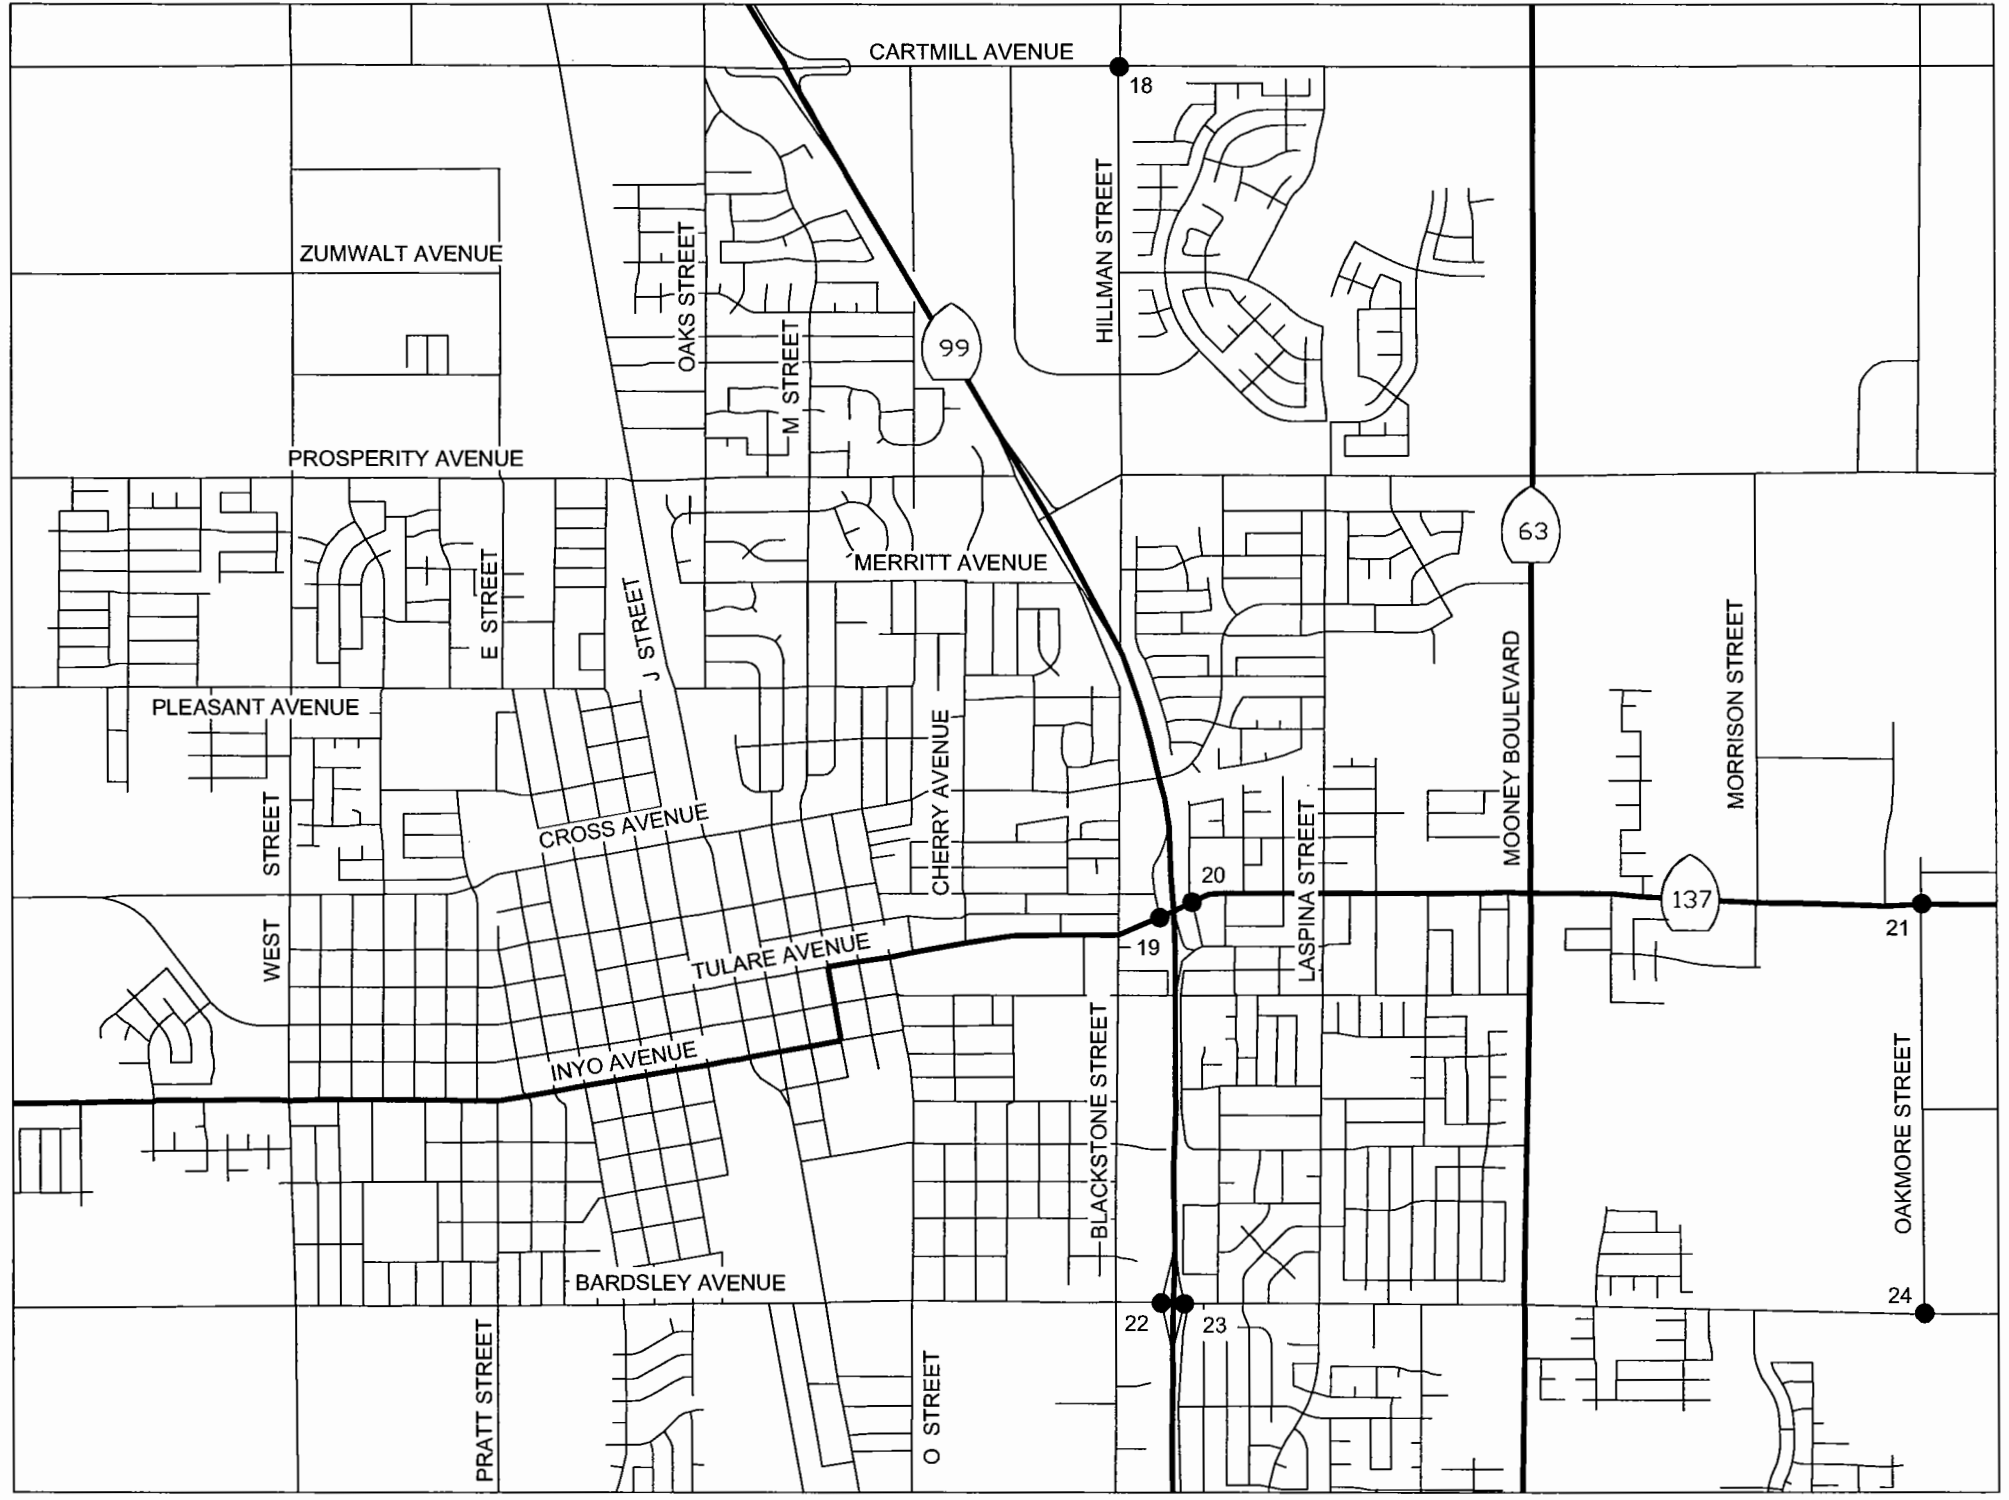 CARTMILL AVENUE
18
HILLMAN STREET
ZUMWALT AVENUE
OAKS STREET
M STREET
99
PROSPERITY AVENUE
63
MERRITT AVENUE
E STREET
J STREET
MOONEY BOULEVARD
MORRISON STREET
PLEASANT AVENUE
CHERRY AVENUE
WEST STREET
CROSS AVENUE
LASPINA STREET
20
137
19
21
TULARE AVENUE
INYO AVENUE
BLACKSTONE STREET
OAKMORE STREET
BARDSLEY AVENUE
22
23
24
PRATT STREET
O STREET